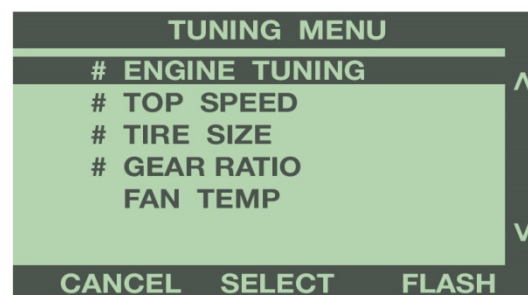 TUNING MENU
# ENGINE TUNING
# TOP SPEED
# TIRE SIZE
# GEAR RATIO
FAN TEMP
CANCEL SELECT FLASH